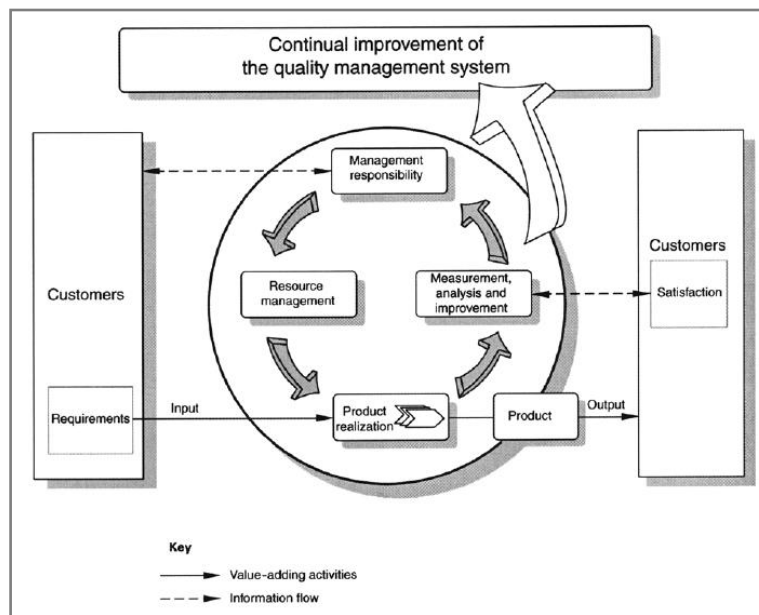 Continual improvement of
the quality management system
Management
responsibility
Customers
Customers
Resource
management
Measurement,
analysis and
improvement
Satisfaction
Requirements
Input
Product
realization
Product
Output
Key
Value-adding activities
Information flow